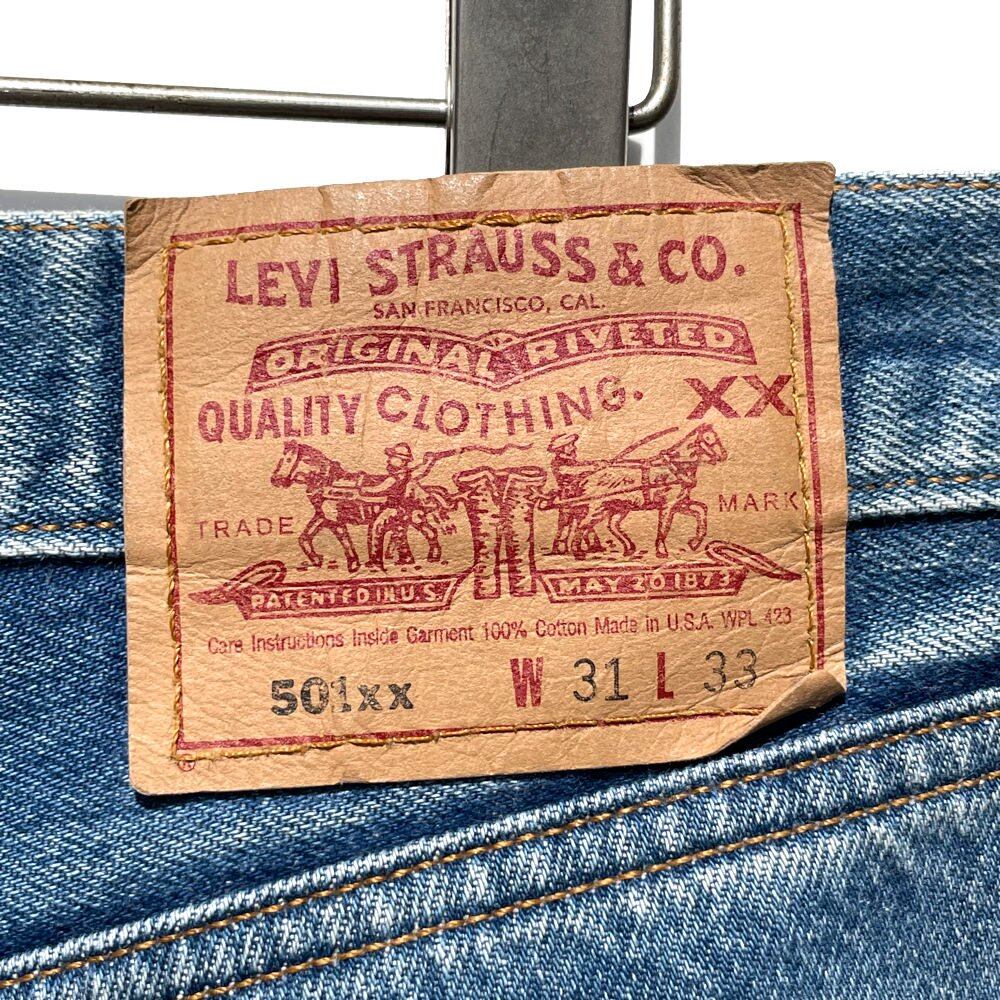 LEVI STRAUSS & CO.
SAN FRANCISCO, CAL.
ORIGINAL RIVETED
QUALITY CLOTHING. XX
TRADE MARK
PATENTED IN U.S. MAY 20 1873
Care Instructions Inside Garment 100% Cotton Made in U.S.A. WPL 423
501xx W 31 L 33
®